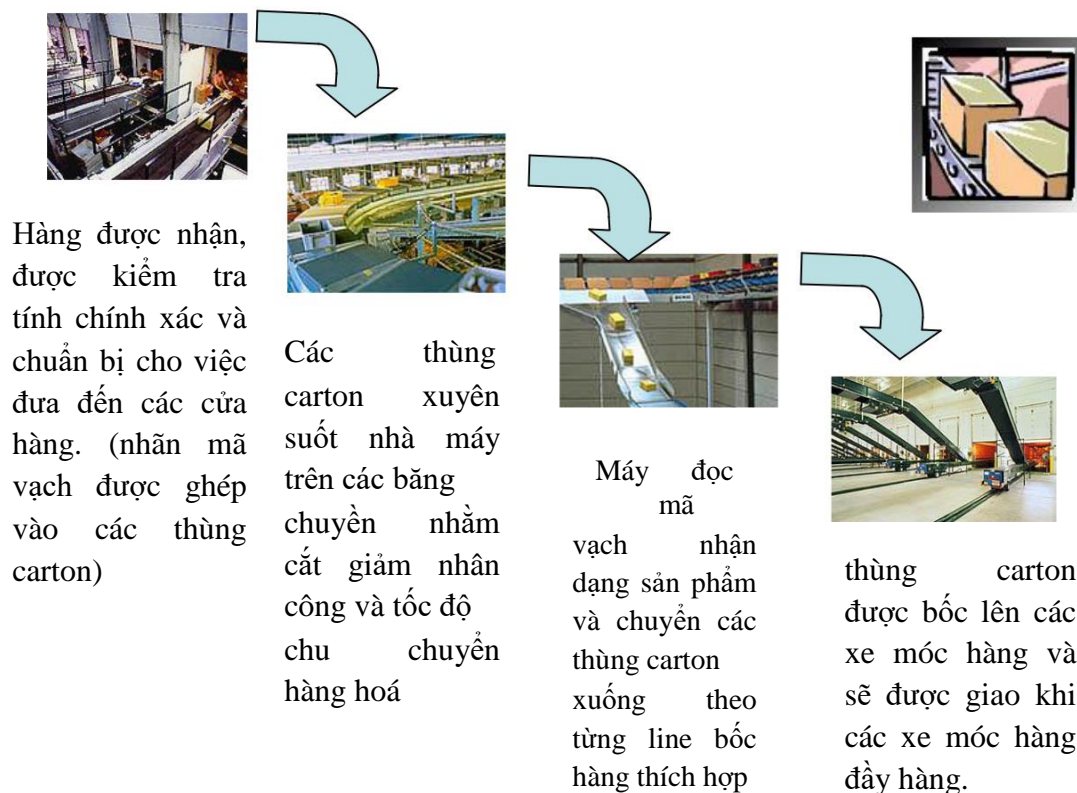 Hàng được nhận,
được kiểm tra
tính chính xác và
chuẩn bị cho việc
đưa đến các cửa
hàng. (nhãn mã
vạch được ghép
vào các thùng
carton)
Các thùng
carton xuyên
suốt nhà máy
trên các băng
chuyền nhằm
cắt giảm nhân
công và tốc độ
chu chuyển
hàng hoá
Máy đọc
mã
vạch nhận
dạng sản phẩm
và chuyển các
thùng carton
xuống theo
từng line bốc
hàng thích hợp
thùng carton
được bốc lên các
xe móc hàng và
sẽ được giao khi
các xe móc hàng
đầy hàng.